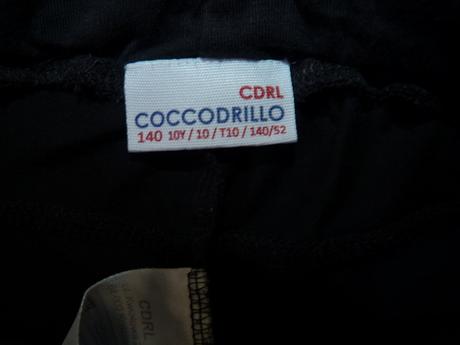 CDRL
COCCODRILLO
140 10Y / 10 / T10 / 140/52
CDRL